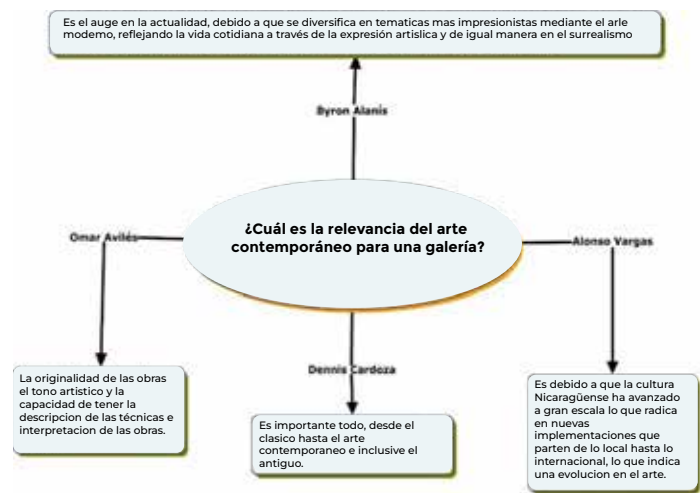 Es el auge en la actualidad, debido a que se diversifica en tematicas mas impresionistas mediante el arle
modemo, reflejando la vida cotidiana a través de la expresión artislica y de igual manera en el surrealismo
Byron Alanis
¿Cuál es la relevancia del arte
contemporáneo para una galería?
Omar Avilés
Alonso Vargas
Dennis Cardoza
La originalidad de las obras
el tono artistico y la
capacidad de tener la
descripcion de las técnicas e
interpretacion de las obras.
Es importante todo, desde el
clasico hasta el arte
contemporaneo e inclusive el
antiguo.
Es debido a que la cultura
Nicaragüense ha avanzado
a gran escala lo que radica
en nuevas
implementaciones que
parten de lo local hasta lo
internacional, lo que indica
una evolucion en el arte.